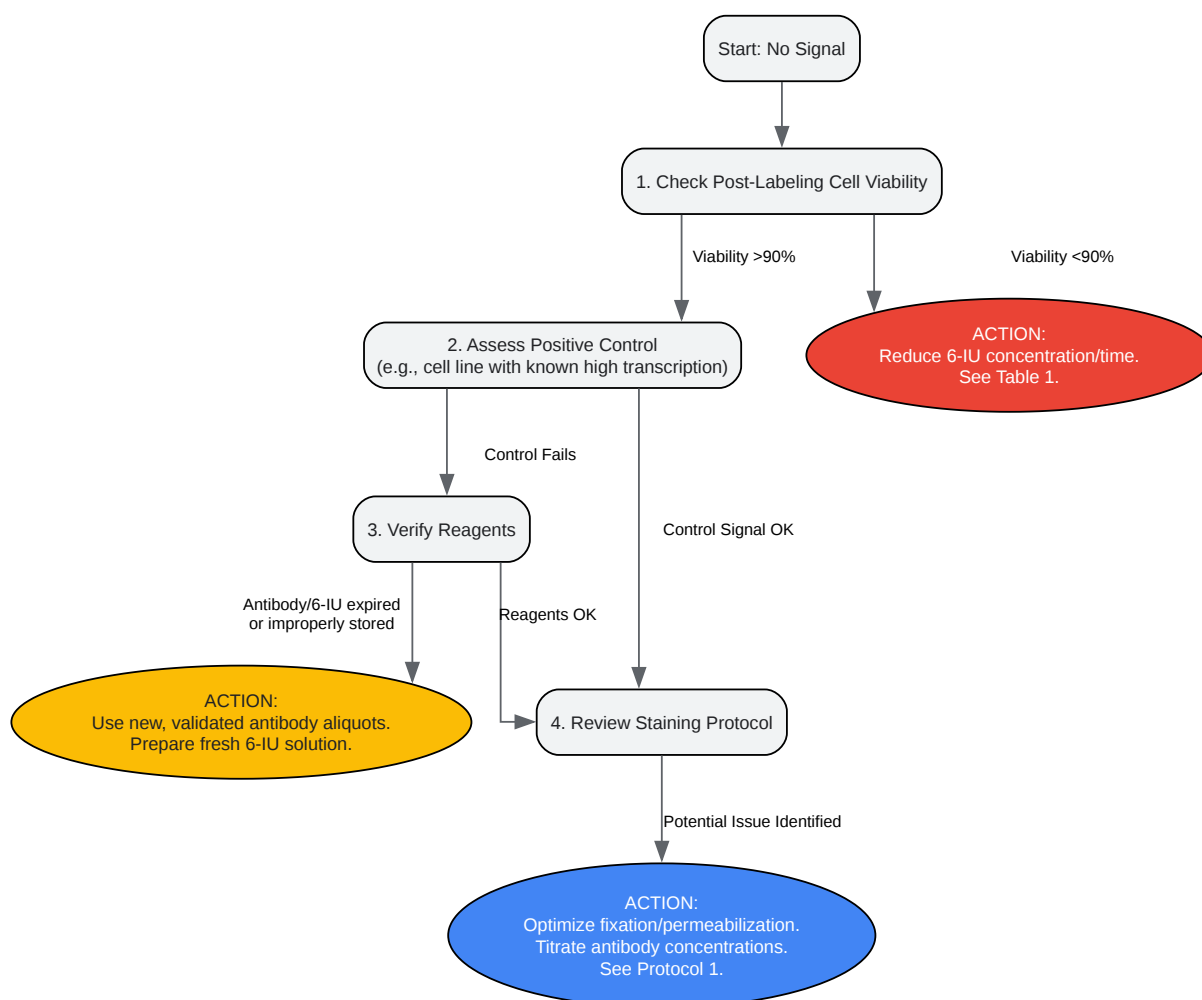 Start: No Signal
1. Check Post-Labeling Cell Viability
Viability >90%
Viability <90%
2. Assess Positive Control
(e.g., cell line with known high transcription)
ACTION:
Reduce 6-IU concentration/time.
See Table 1.
Control Fails
3. Verify Reagents
Control Signal OK
Antibody/6-IU expired
or improperly stored
Reagents OK
ACTION:
Use new, validated antibody aliquots.
Prepare fresh 6-IU solution.
4. Review Staining Protocol
Potential Issue Identified
ACTION:
Optimize fixation/permeabilization.
Titrate antibody concentrations.
See Protocol 1.